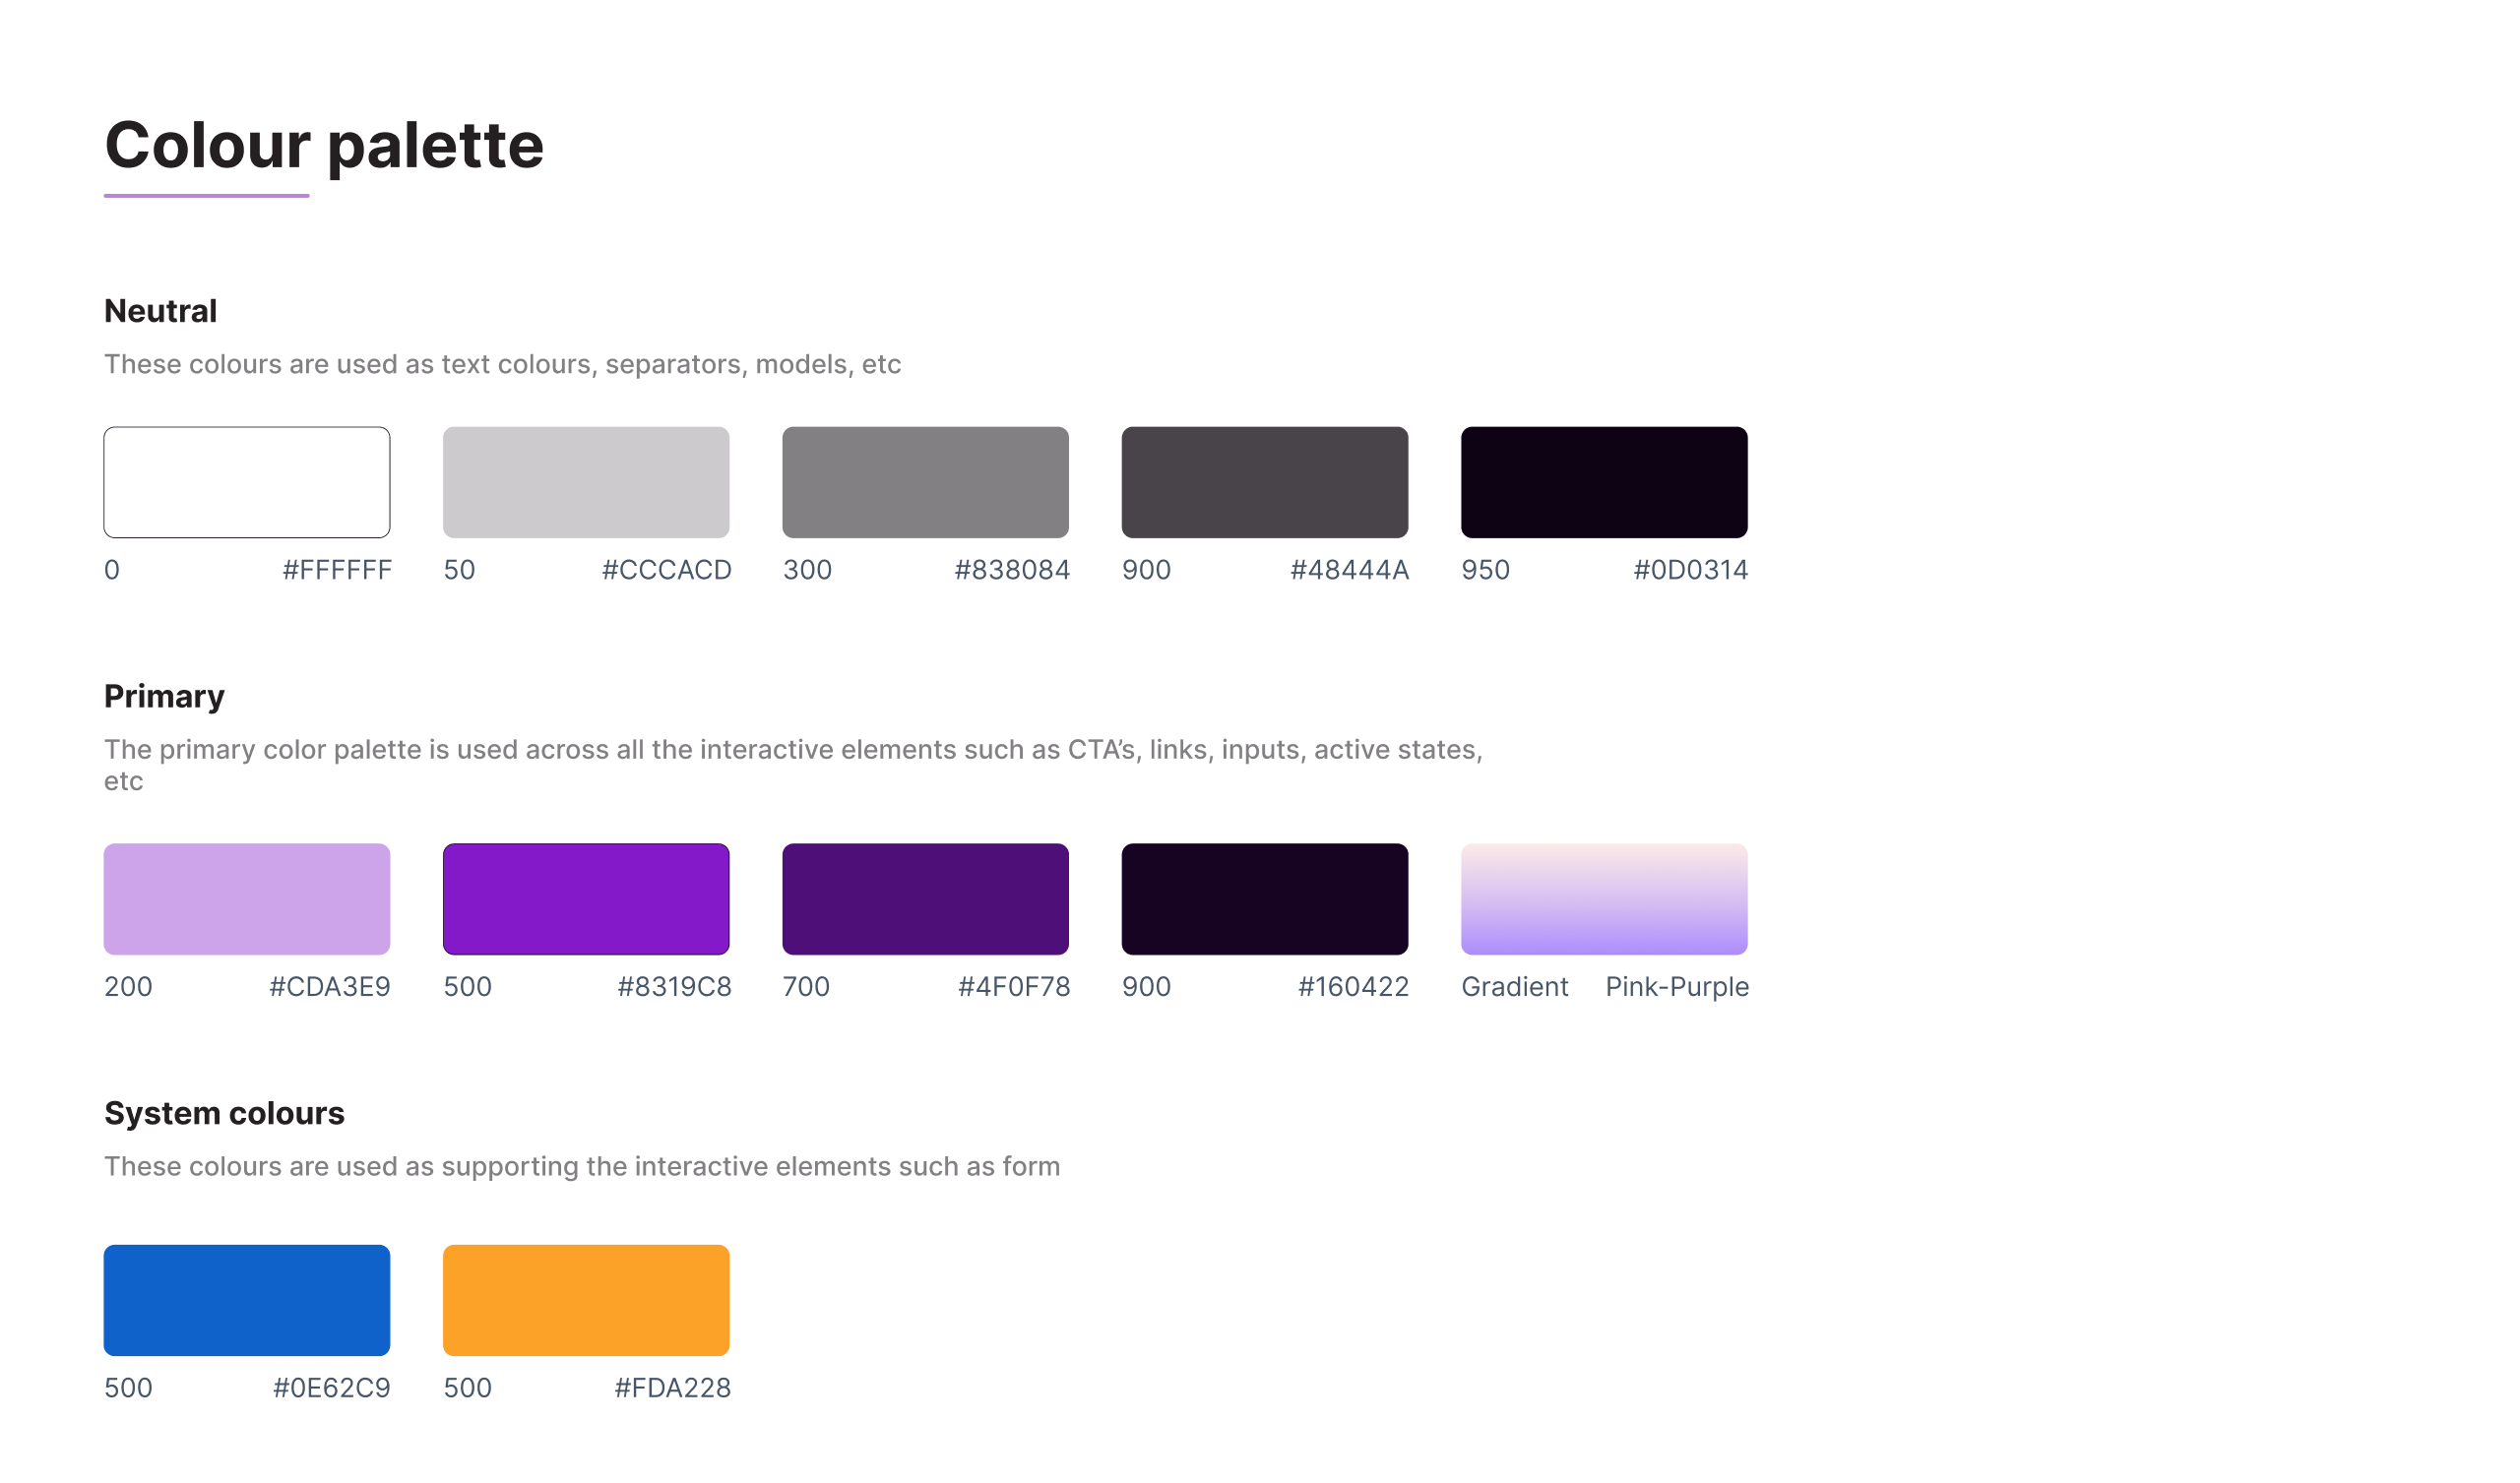 Colour palette
Neutral
These colours are used as text colours, separators, models, etc
0 #FFFFFF 50 #CCCACD 300 #838084 900 #48444A 950 #0D0314
Primary
The primary color palette is used across all the interactive elements such as CTA’s, links, inputs, active states,
etc
200 #CDA3E9 500 #8319C8 700 #4F0F78 900 #160422 Gradient Pink-Purple
System colours
These colours are used as supporting the interactive elements such as form
500 #0E62C9 500 #FDA228